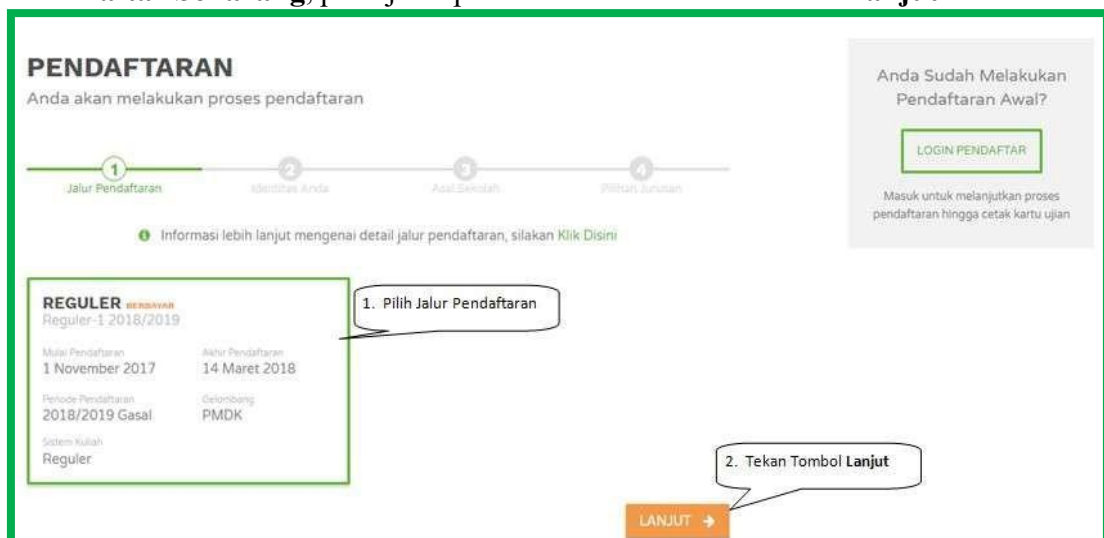 Sekarang, p
PENDAFTARAN
Anda akan melakukan proses pendaftaran
1
Jalur Pendaftaran
2
Identitas Anda
3
Asal Sekolah
4
Pilihan Jurusan
Informasi lebih lanjut mengenai detail jalur pendaftaran, silakan Klik Disini
REGULER BERBAYAR
Reguler-1 2018/2019
Mulai Pendaftaran
1 November 2017
Akhir Pendaftaran
14 Maret 2018
Periode Pendaftaran
2018/2019 Gasal
Gelombang
PMDK
Sistem Kuliah
Reguler
1. Pilih Jalur Pendaftaran
2. Tekan Tombol Lanjut
LANJUT
Anda Sudah Melakukan
Pendaftaran Awal?
LOGIN PENDAFTAR
Masuk untuk melanjutkan proses
pendaftaran hingga cetak kartu ujian